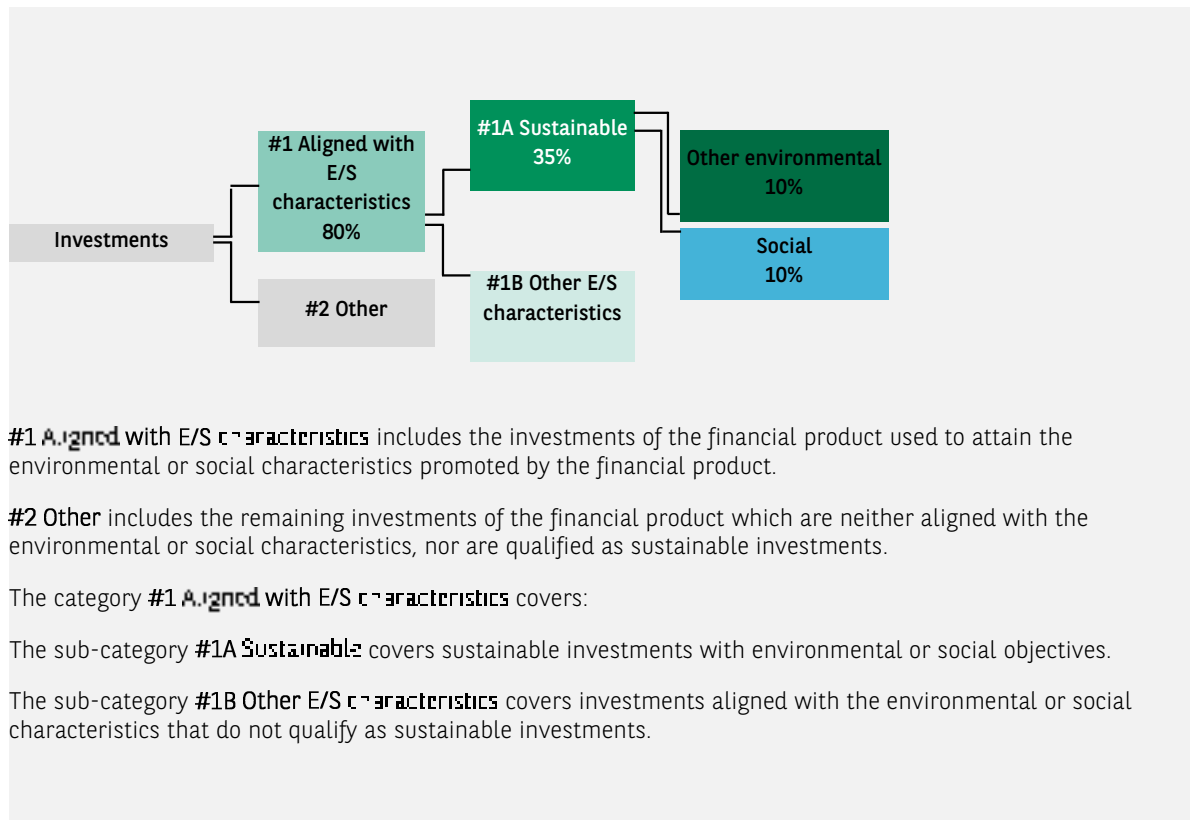 #1A Sustainable
35%
#1 Aligned with
E/S
characteristics
80%
Other environmental
10%
Investments
Social
10%
#1B Other E/S
characteristics
#2 Other
#1 Aligned with E/S characteristics includes the investments of the financial product used to attain the
environmental or social characteristics promoted by the financial product.
#2 Other includes the remaining investments of the financial product which are neither aligned with the
environmental or social characteristics, nor are qualified as sustainable investments.
The category #1 Aligned with E/S characteristics covers:
The sub-category #1A Sustainable covers sustainable investments with environmental or social objectives.
The sub-category #1B Other E/S characteristics covers investments aligned with the environmental or social
characteristics that do not qualify as sustainable investments.